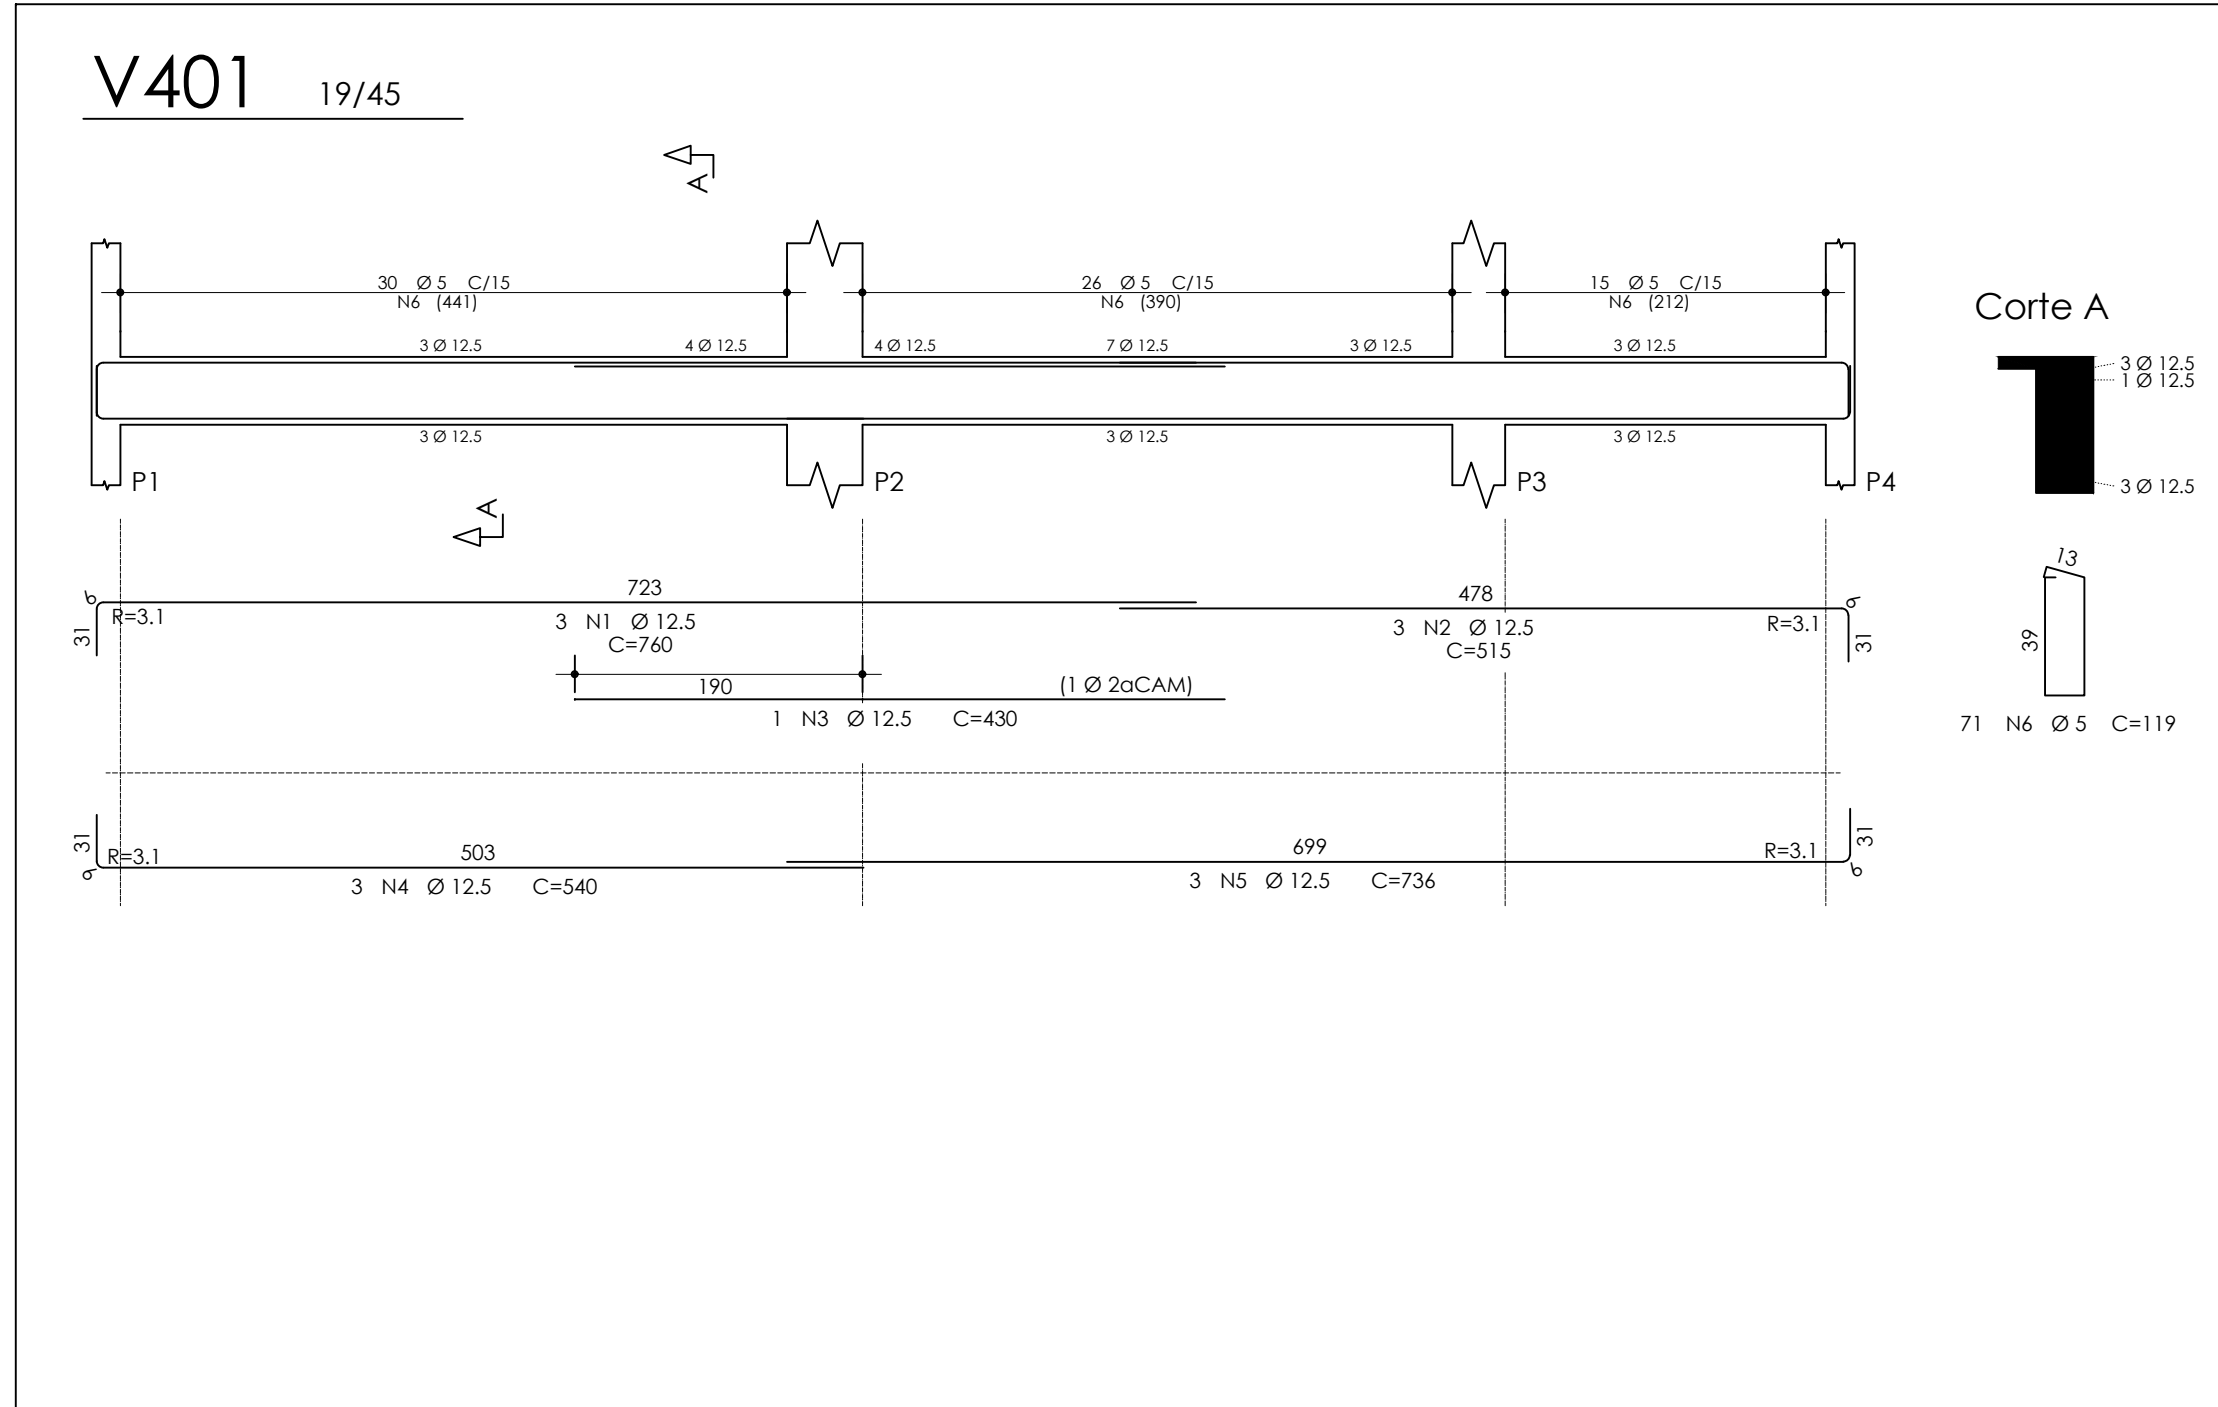 V401 19/45
A
30 Ø 5 C/15
N6 (441)
26 Ø 5 C/15
N6 (390)
15 Ø 5 C/15
N6 (212)
3 Ø 12.5
4 Ø 12.5
4 Ø 12.5
7 Ø 12.5
3 Ø 12.5
3 Ø 12.5
3 Ø 12.5
3 Ø 12.5
3 Ø 12.5
P1
P2
P3
P4
A
Corte A
3 Ø 12.5
1 Ø 12.5
3 Ø 12.5
723
9
R=3.1
31
3 N1 Ø 12.5
C=760
478
9
R=3.1
31
3 N2 Ø 12.5
C=515
190
(1 Ø 2aCAM)
1 N3 Ø 12.5 C=430
13
39
71 N6 Ø 5 C=119
31
R=3.1
9
503
3 N4 Ø 12.5 C=540
699
R=3.1
31
9
3 N5 Ø 12.5 C=736